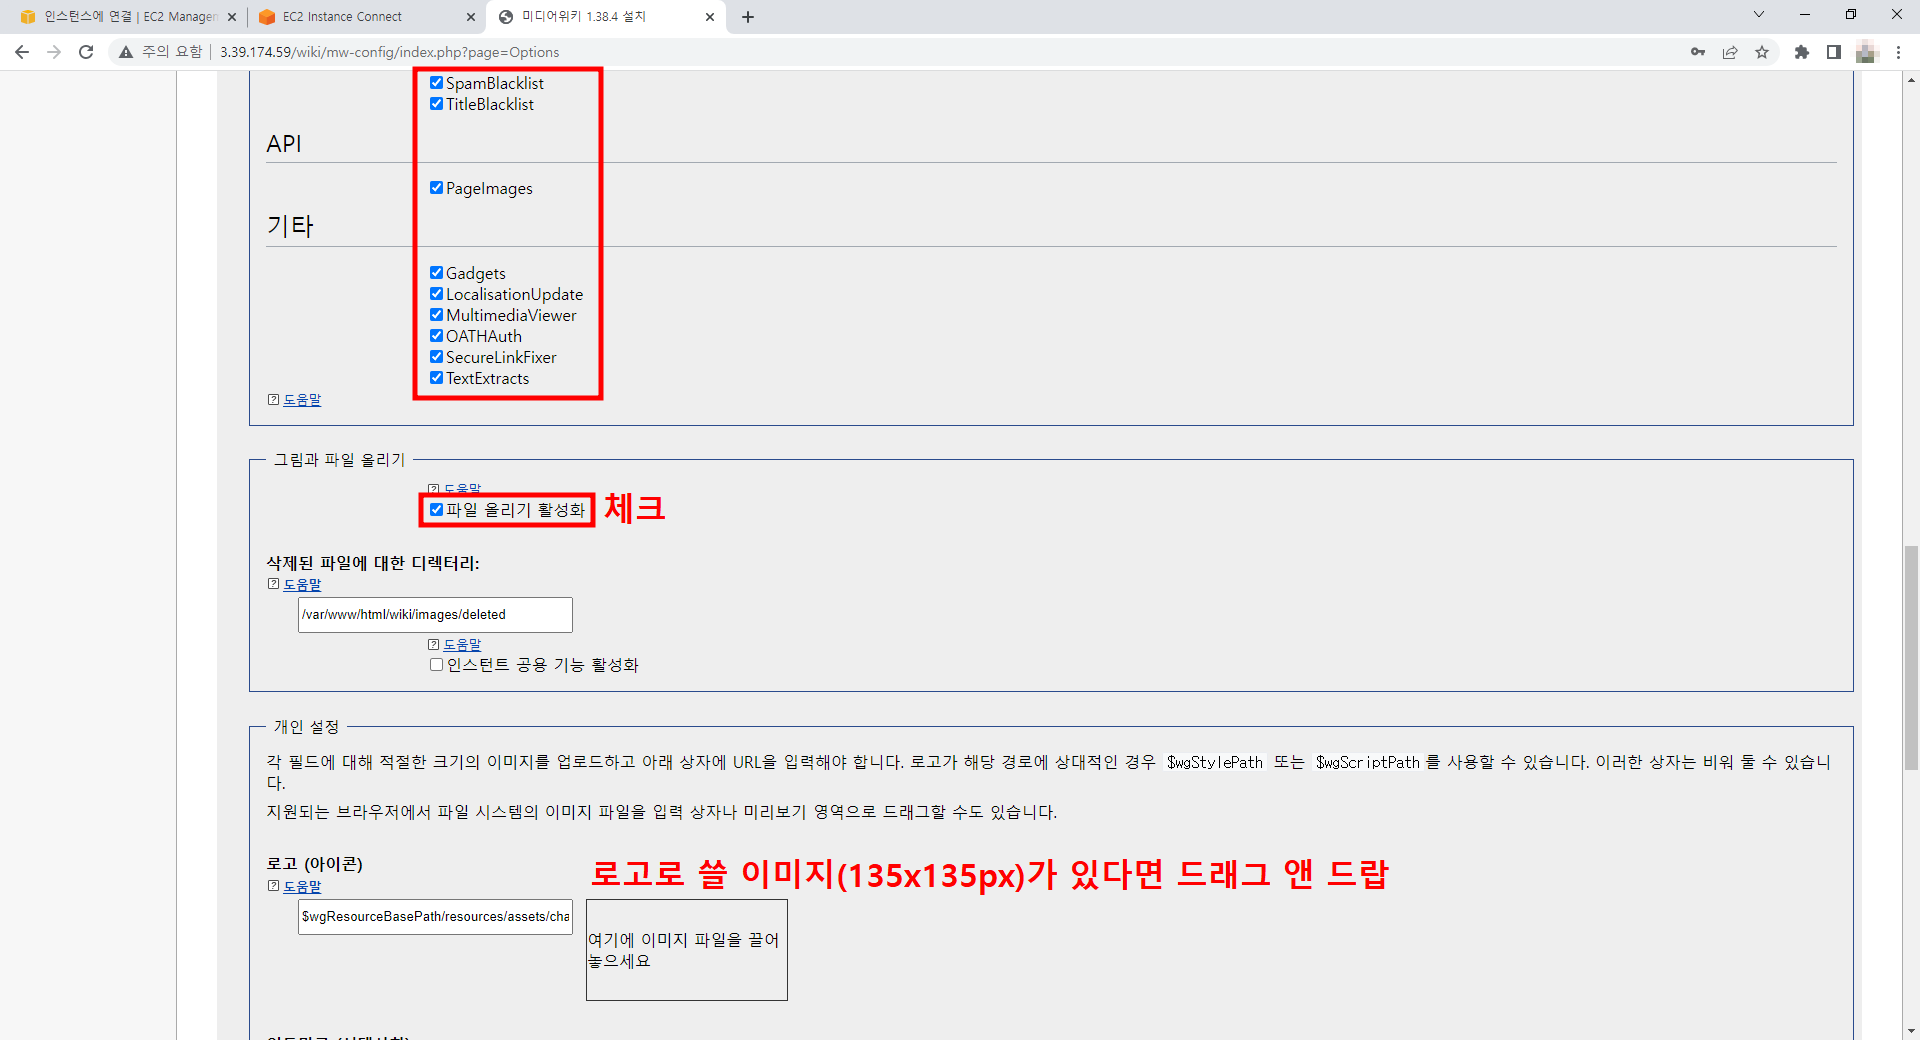 인스턴스에 연결 | EC2 Manager
EC2 Instance Connect
미디어위키 1.38.4 설치
주의 요함
3.39.174.59/wiki/mw-config/index.php?page=Options
SpamBlacklist
TitleBlacklist
API
PageImages
기타
Gadgets
LocalisationUpdate
MultimediaViewer
OATHAuth
SecureLinkFixer
TextExtracts
도움말
그림과 파일 올리기
도움말
파일 올리기 활성화
체크
삭제된 파일에 대한 디렉터리:
도움말
/var/www/html/wiki/images/deleted
도움말
인스턴트 공용 기능 활성화
개인 설정
각 필드에 대해 적절한 크기의 이미지를 업로드하고 아래 상자에 URL을 입력해야 합니다. 로고가 해당 경로에 상대적인 경우 $wgStylePath 또는 $wgScriptPath를 사용할 수 있습니다. 이러한 상자는 비워 둘 수 있습니
다.
지원되는 브라우저에서 파일 시스템의 이미지 파일을 입력 상자나 미리보기 영역으로 드래그할 수도 있습니다.
로고 (아이콘)
로고로 쓸 이미지(135x135px)가 있다면 드래그 앤 드랍
도움말
$wgResourceBasePath/resources/assets/cha
여기에 이미지 파일을 끌어
놓으세요